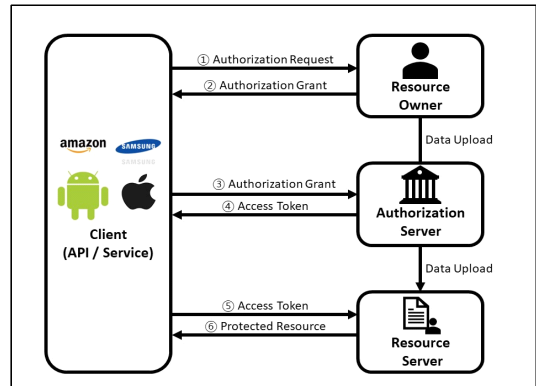 ① Authorization Request
② Authorization Grant
Resource
Owner
Data Upload
amazon
SAMSUNG
SAMSUNG
③ Authorization Grant
④ Access Token
Authorization
Server
Client
(API / Service)
Data Upload
⑤ Access Token
⑥ Protected Resource
Resource
Server